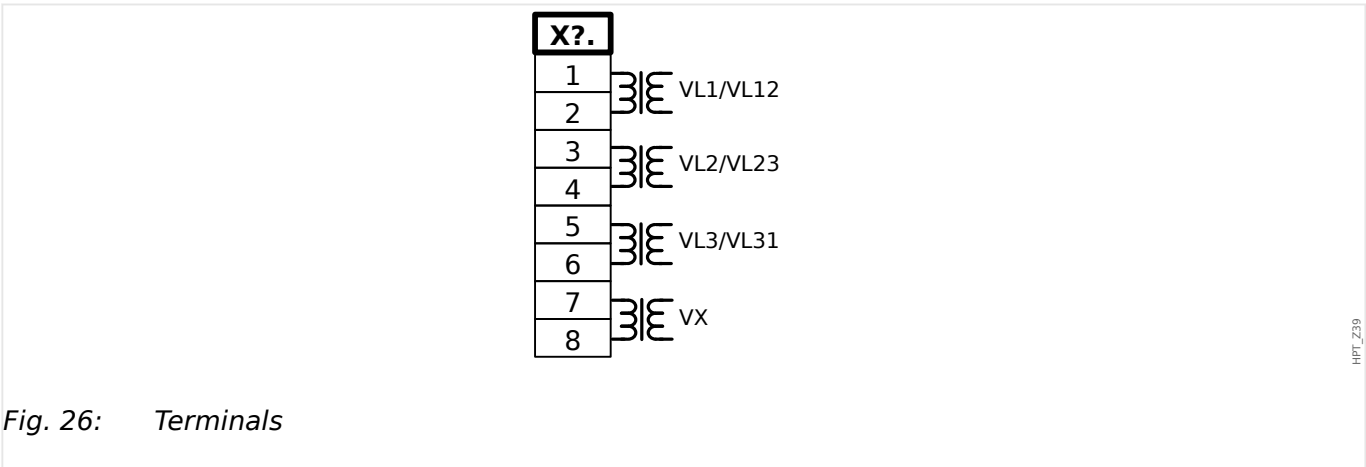 X?.
1
VL1/VL12
2
3
VL2/VL23
4
5
VL3/VL31
6
7
VX
8
HPT_Z39
Fig. 26: Terminals